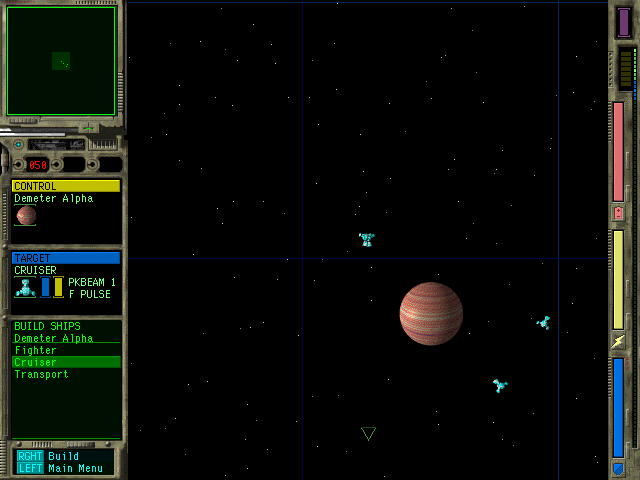 050
CONTROL
Demeter Alpha
TARGET
CRUISER
PKBEAM 1
F PULSE
BUILD SHIPS
Demeter Alpha
Fighter
Cruiser
Transport
RGHT Build
LEFT Main Menu